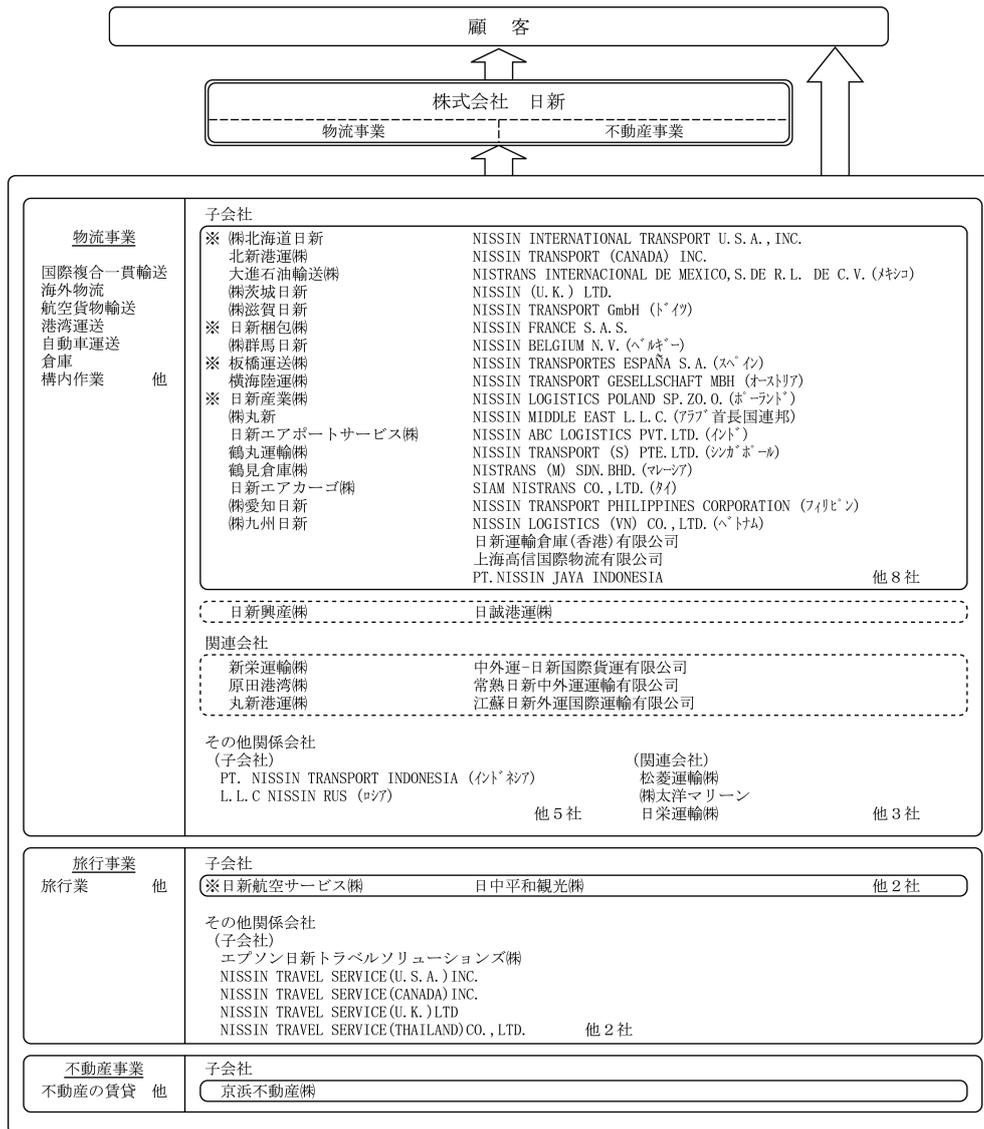 顧 客
株式会社 日新
物流事業 不動産事業
物流事業
国際複合一貫輸送
海外物流
航空貨物輸送
港湾運送
自動車運送
倉庫
構内作業 他
子会社
※ ㈱北海道日新 NISSIN INTERNATIONAL TRANSPORT U.S.A.,INC.
北新港運㈱ NISSIN TRANSPORT (CANADA) INC.
大進石油輸送㈱ NISTRANS INTERNACIONAL DE MEXICO,S.DE R.L. DE C.V.(ﾒｷｼｺ)
㈱茨城日新 NISSIN (U.K.) LTD.
㈱滋賀日新 NISSIN TRANSPORT GmbH (ﾄﾞｲﾂ)
※ 日新梱包㈱ NISSIN FRANCE S.A.S.
㈱群馬日新 NISSIN BELGIUM N.V.(ﾍﾞﾙｷﾞｰ)
※ 板橋運送㈱ NISSIN TRANSPORTES ESPAÑA S.A.(ｽﾍﾟｲﾝ)
横海陸運㈱ NISSIN TRANSPORT GESELLSCHAFT MBH (ｵｰｽﾄﾘｱ)
※ 日新産業㈱ NISSIN LOGISTICS POLAND SP.ZO.O.(ﾎﾟｰﾗﾝﾄﾞ)
㈱丸新 NISSIN MIDDLE EAST L.L.C.(ｱﾗﾌﾞ首長国連邦)
日新エアポートサービス㈱ NISSIN ABC LOGISTICS PVT.LTD.(ｲﾝﾄﾞ)
鶴丸運輸㈱ NISSIN TRANSPORT (S) PTE.LTD.(ｼﾝｶﾞﾎﾟｰﾙ)
鶴見倉庫㈱ NISTRANS (M) SDN.BHD.(ﾏﾚｰｼｱ)
日新エアカーゴ㈱ SIAM NISTRANS CO.,LTD.(ﾀｲ)
㈱愛知日新 NISSIN TRANSPORT PHILIPPINES CORPORATION (ﾌｨﾘﾋﾟﾝ)
㈱九州日新 NISSIN LOGISTICS (VN) CO.,LTD.(ﾍﾞﾄﾅﾑ)
日新運輸倉庫(香港)有限公司
上海高信国際物流有限公司
PT.NISSIN JAYA INDONESIA 他8社
日新興産㈱ 日誠港運㈱
関連会社
新栄運輸㈱ 中外運-日新国際貨運有限公司
原田港湾㈱ 常熟日新中外運運輸有限公司
丸新港運㈱ 江蘇日新外運国際運輸有限公司
その他関係会社
(子会社) (関連会社)
PT. NISSIN TRANSPORT INDONESIA (ｲﾝﾄﾞﾈｼｱ) 松菱運輸㈱
L.L.C NISSIN RUS (ﾛｼｱ) ㈱太洋マリーン
他5社 日栄運輸㈱ 他3社
旅行事業
旅行業 他
子会社
※日新航空サービス㈱ 日中平和観光㈱ 他2社
その他関係会社
(子会社)
エプソン日新トラベルソリューションズ㈱
NISSIN TRAVEL SERVICE(U.S.A.)INC.
NISSIN TRAVEL SERVICE(CANADA)INC.
NISSIN TRAVEL SERVICE(U.K.)LTD
NISSIN TRAVEL SERVICE(THAILAND)CO.,LTD. 他2社
不動産事業
不動産の賃貸 他
子会社
京浜不動産㈱